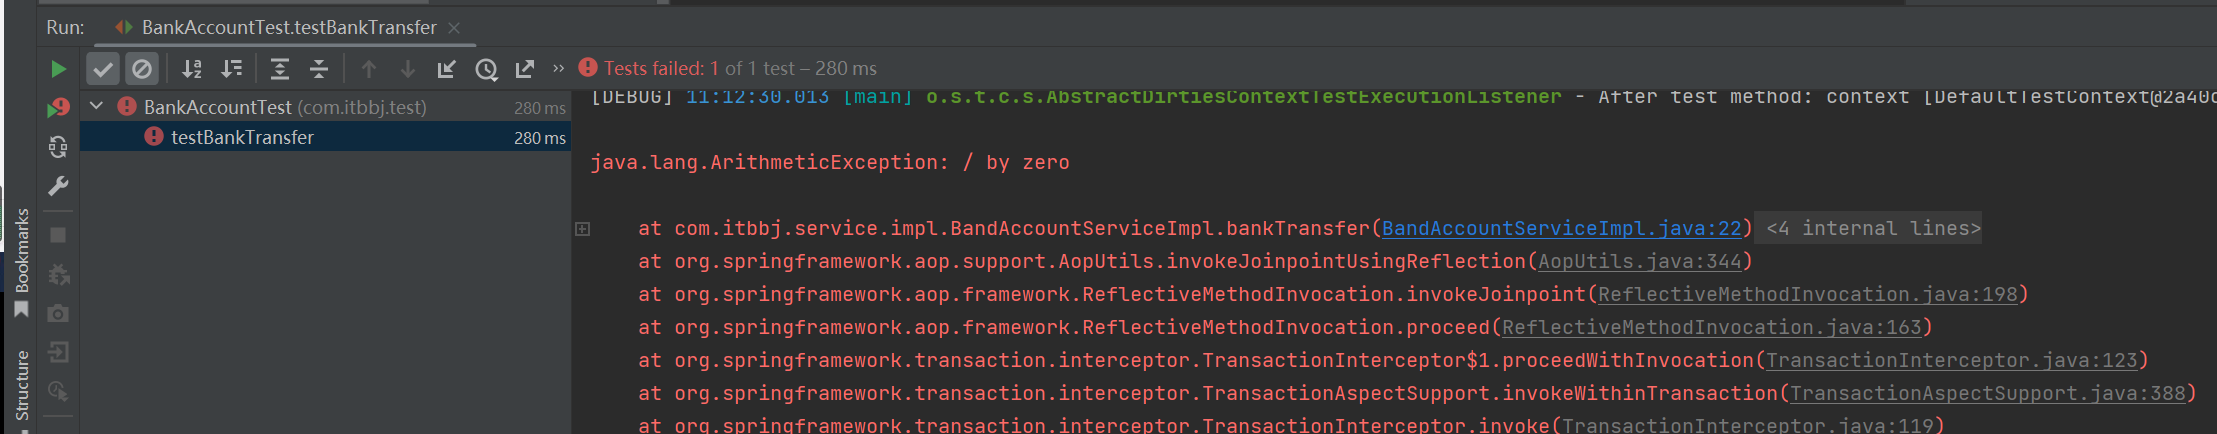 Run: BankAccountTest.testBankTransfer
» Tests failed: 1 of 1 test – 280 ms
BankAccountTest (com.itbbj.test) 280 ms
testBankTransfer 280 ms
[DEBUG] 11:12:30.013 [main] o.s.t.c.s.AbstractDirtiesContextTestExecutionListener - After test method: context [DefaultTestContext@2a40c
java.lang.ArithmeticException: / by zero
at com.itbbj.service.impl.BandAccountServiceImpl.bankTransfer(BandAccountServiceImpl.java:22) <4 internal lines>
at org.springframework.aop.support.AopUtils.invokeJoinpointUsingReflection(AopUtils.java:344)
at org.springframework.aop.framework.ReflectiveMethodInvocation.invokeJoinpoint(ReflectiveMethodInvocation.java:198)
at org.springframework.aop.framework.ReflectiveMethodInvocation.proceed(ReflectiveMethodInvocation.java:163)
at org.springframework.transaction.interceptor.TransactionInterceptor$1.proceedWithInvocation(TransactionInterceptor.java:123)
at org.springframework.transaction.interceptor.TransactionAspectSupport.invokeWithinTransaction(TransactionAspectSupport.java:388)
at org.springframework.transaction.interceptor.TransactionInterceptor.invoke(TransactionInterceptor.java:119)
Bookmarks
Structure